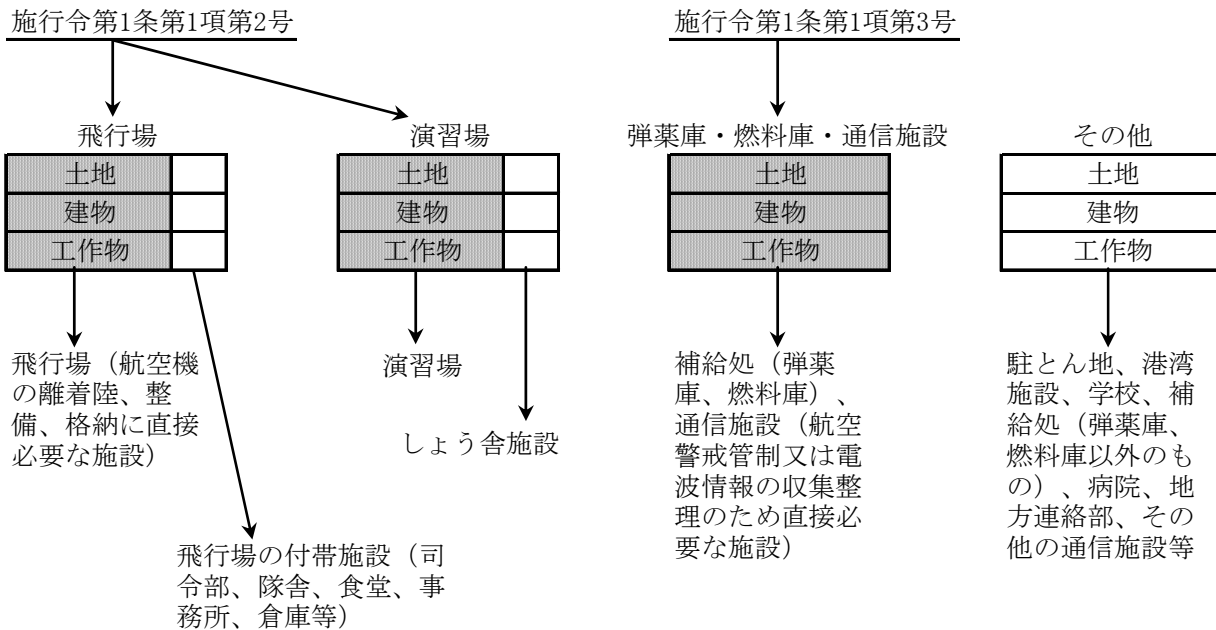 施行令第1条第1項第2号
施行令第1条第1項第3号
飛行場
土地
建物
工作物
演習場
土地
建物
工作物
弾薬庫・燃料庫・通信施設
土地
建物
工作物
その他
土地
建物
工作物
飛行場（航空機
の離着陸、整
備、格納に直接
必要な施設）
飛行場の付帯施設（司
令部、隊舎、食堂、事
務所、倉庫等）
演習場
しょう舎施設
補給処（弾薬
庫、燃料庫）、
通信施設（航空
警戒管制又は電
波情報の収集整
理のため直接必
要な施設）
駐とん地、港湾
施設、学校、補
給処（弾薬庫、
燃料庫以外のも
の）、病院、地
方連絡部、その
他の通信施設等